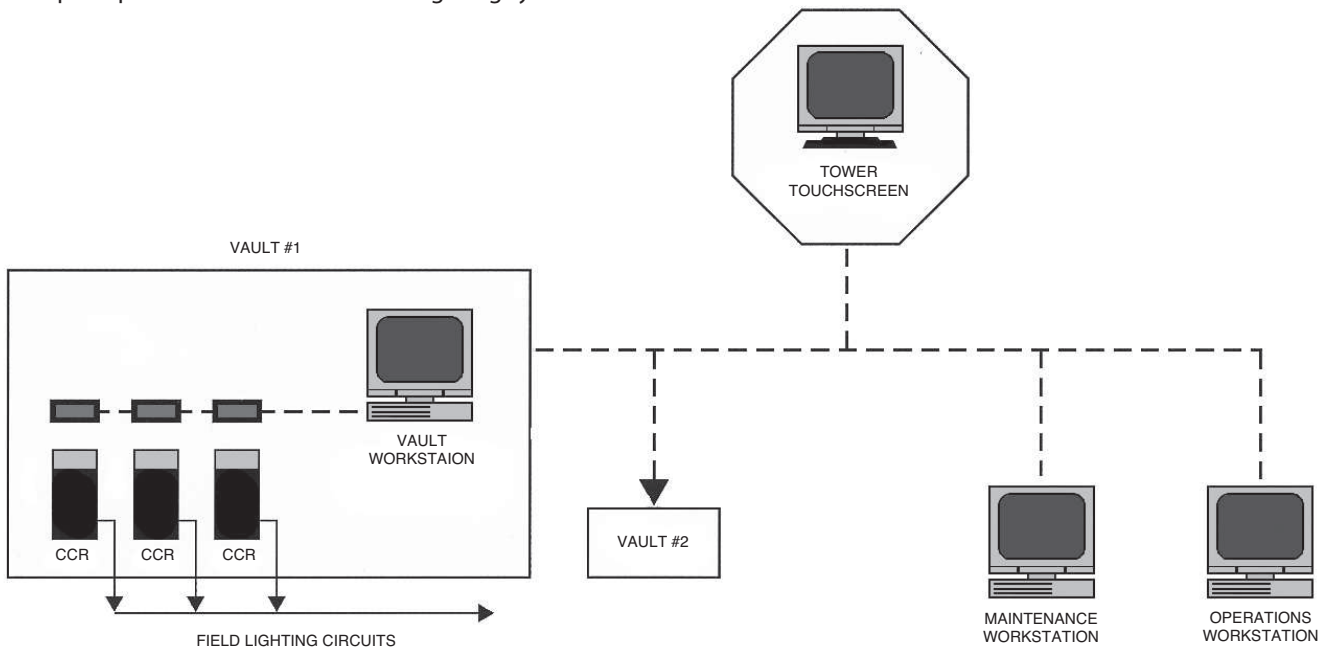 TOWER
TOUCHSCREEN
VAULT #1
VAULT
WORKSTAION
CCR CCR CCR
VAULT #2
FIELD LIGHTING CIRCUITS
MAINTENANCE
WORKSTATION
OPERATIONS
WORKSTATION